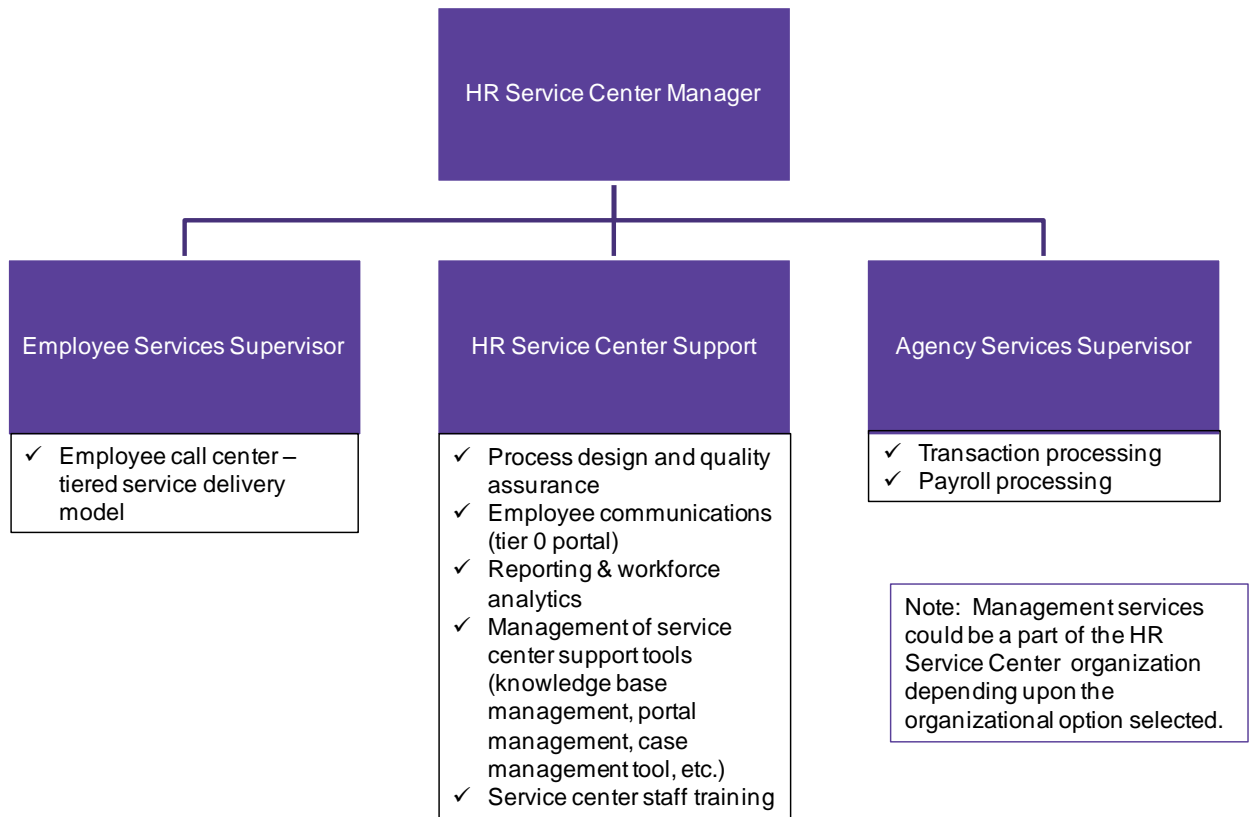 HR Service Center Manager
Employee Services Supervisor
HR Service Center Support
Agency Services Supervisor
✓ Employee call center –
tiered service delivery
model
✓ Process design and quality
assurance
✓ Employee communications
(tier 0 portal)
✓ Reporting & workforce
analytics
✓ Management of service
center support tools
(knowledge base
management, portal
management, case
management tool, etc.)
✓ Service center staff training
✓ Transaction processing
✓ Payroll processing
Note: Management services
could be a part of the HR
Service Center organization
depending upon the
organizational option selected.